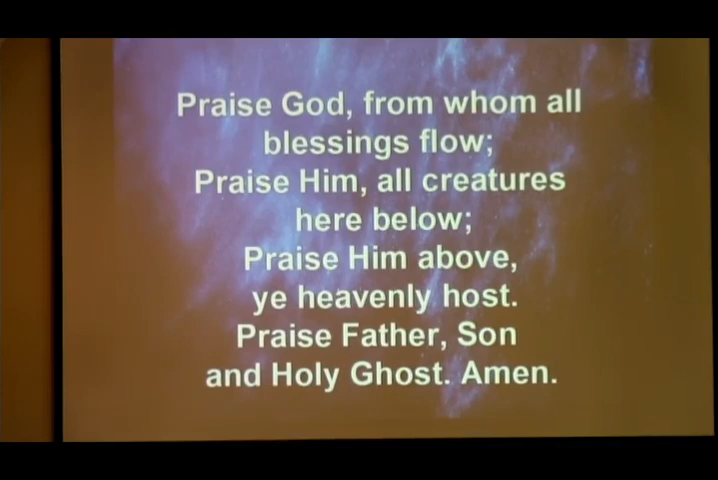 Praise God, from whom all
blessings flow;
Praise Him, all creatures
here below;
Praise Him above,
ye heavenly host.
Praise Father, Son
and Holy Ghost. Amen.